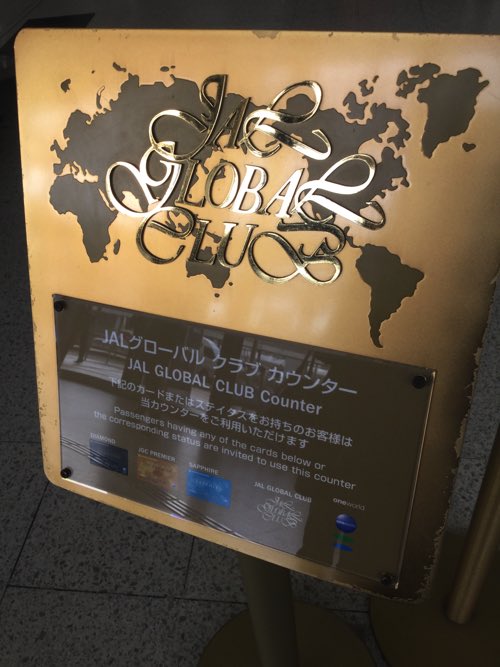 JAL
GLOBAL
CLUB
JALグローバル クラブ カウンター
JAL GLOBAL CLUB Counter
下記のカードまたはステイタスをお持ちのお客様は
当カウンターをご利用いただけます
Passengers having any of the cards below or
the corresponding status are invited to use this counter
DIAMOND
JGC PREMIER
SAPPHIRE
JAL GLOBAL CLUB
oneworld
JAL
GLOBAL
CLUB